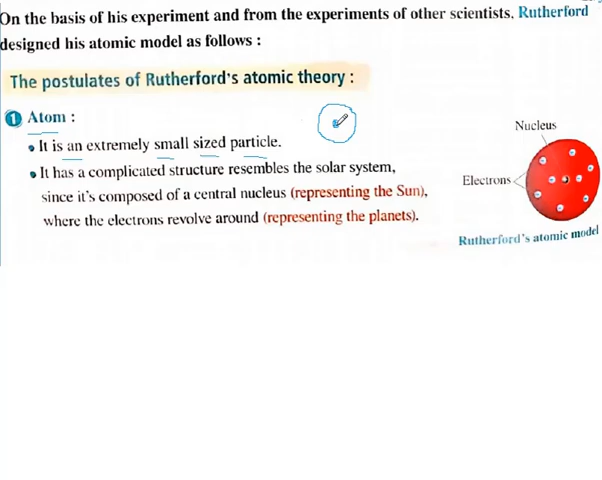 On the basis of his experiment and from the experiments of other scientists, Rutherford
designed his atomic model as follows :
The postulates of Rutherford's atomic theory :
1 Atom :
• It is an extremely small sized particle.
• It has a complicated structure resembles the solar system,
since it's composed of a central nucleus (representing the Sun),
where the electrons revolve around (representing the planets).
Nucleus
Electrons
Rutherford's atomic model